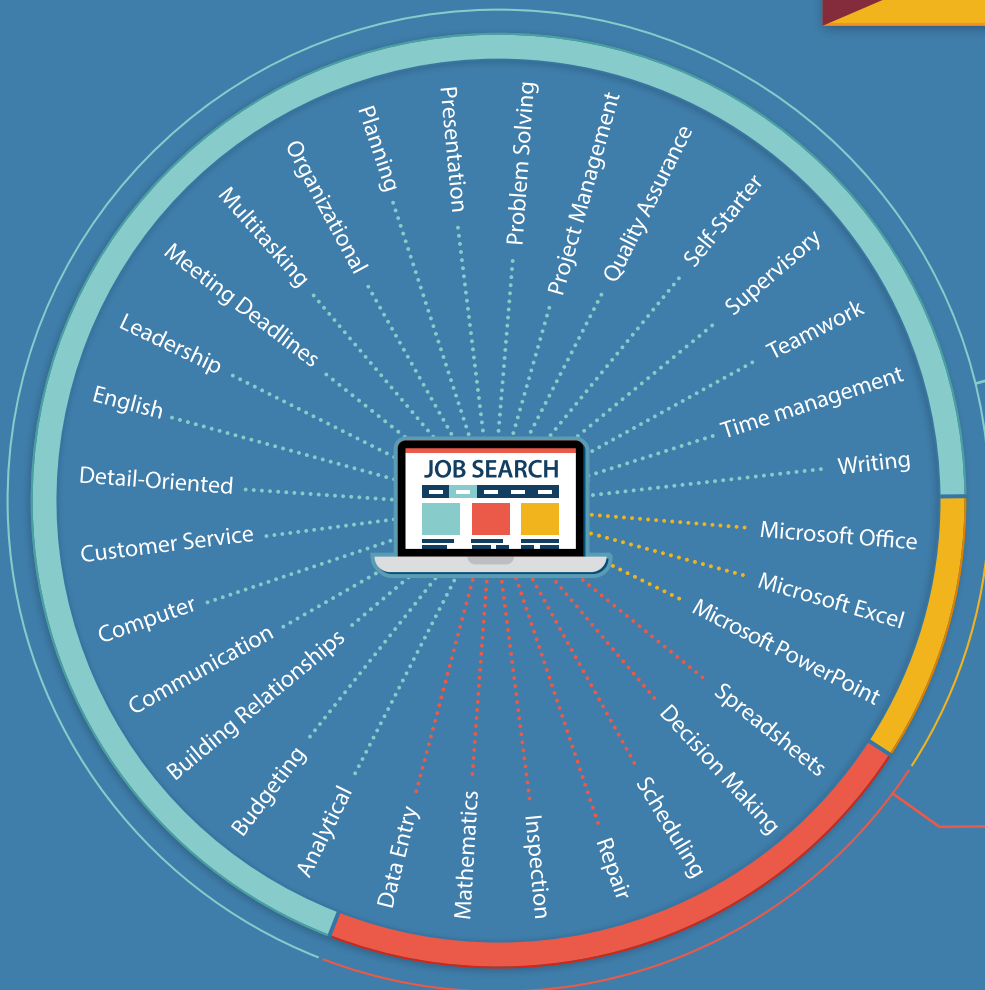 Problem Solving
Project Management
Quality Assurance
Self-Starter
Supervisory
Teamwork
Time management
Writing
Microsoft Office
Microsoft Excel
Microsoft PowerPoint
Spreadsheets
Decision Making
Scheduling
Repair
Inspection
Mathematics
Data Entry
Analytical
Budgeting
Building Relationships
Communication
Computer
Customer Service
Detail-Oriented
English
Leadership
Meeting Deadlines
Multitasking
Organizational
Planning
Presentation
JOB SEARCH